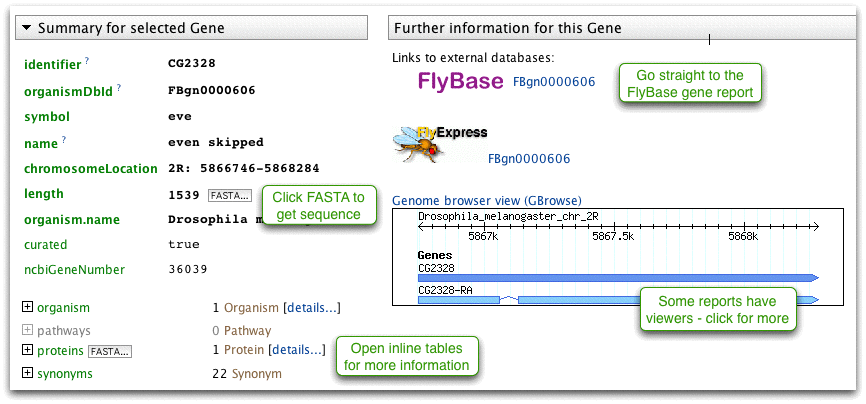 Summary for selected Gene
identifier ? CG2328
organismDbId ? FBgn0000606
symbol eve
name ? even skipped
chromosomeLocation 2R: 5866746-5868284
length 1539 FASTA...
organism.name Drosophila m
curated true
ncbiGeneNumber 36039
Click FASTA to
get sequence
organism 1 Organism [details...]
pathways 0 Pathway
proteins FASTA... 1 Protein [details...]
synonyms 22 Synonym
Open inline tables
for more information
Further information for this Gene
Links to external databases:
FlyBase FBgn0000606
Go straight to the
FlyBase gene report
FlyExpress
FBgn0000606
Genome browser view (GBrowse)
Drosophila_melanogaster_chr_2R
5867k 5867.5k 5868k
Genes
CG2328
CG2328-RA
Some reports have
viewers - click for more